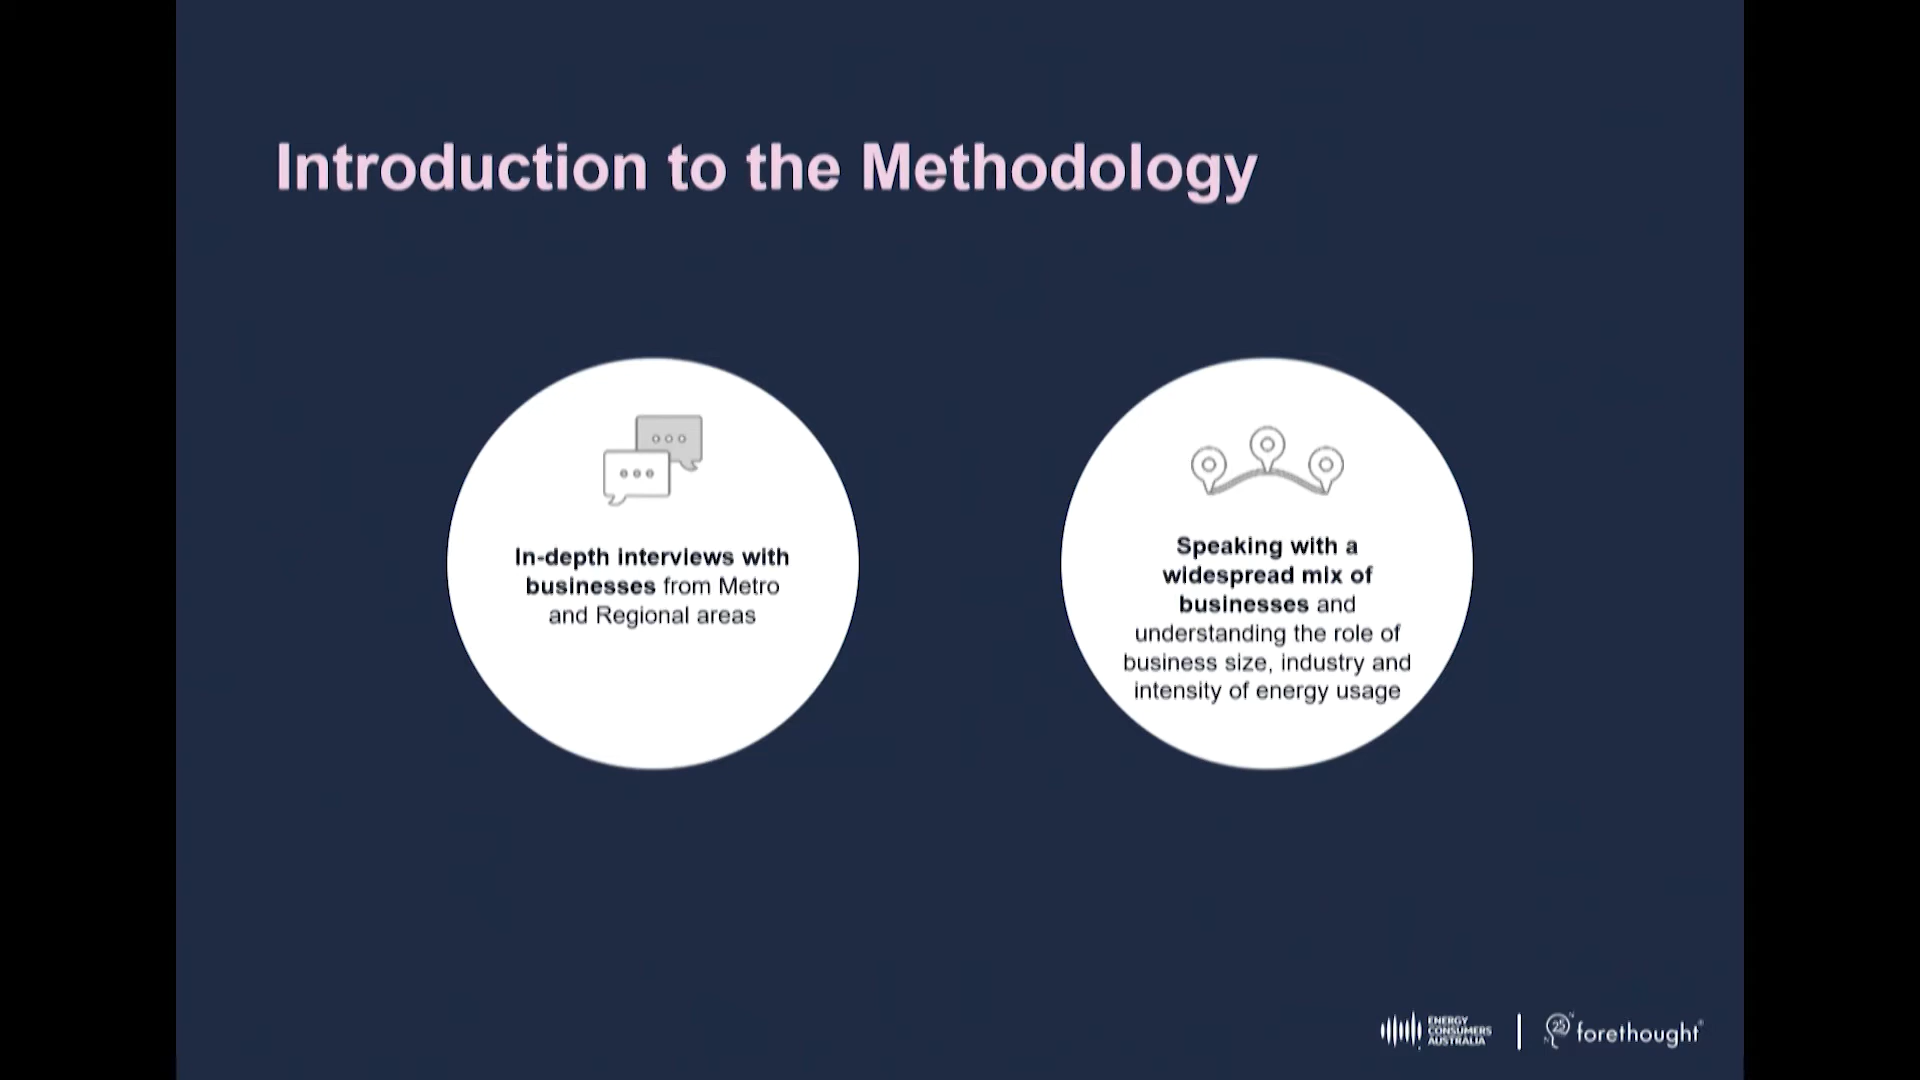 Introduction to the Methodology
In-depth interviews with
businesses from Metro
and Regional areas
Speaking with a
widespread mix of
businesses and
understanding the role of
business size, industry and
intensity of energy usage
ENERGY
CONSUMERS
AUSTRALIA
25
forethought®